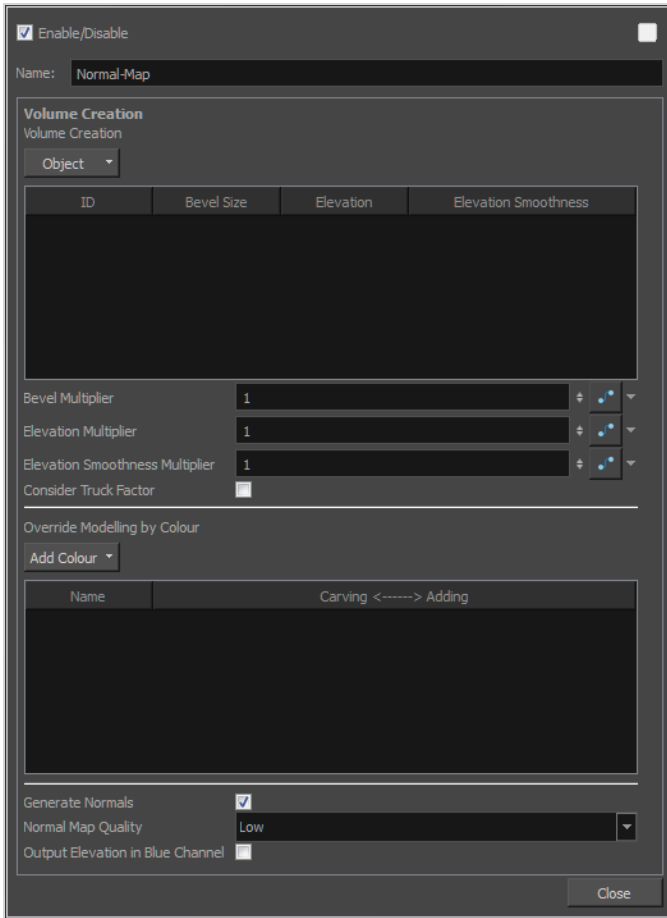 Enable/Disable
Name: Normal-Map
Volume Creation
Volume Creation
Object
ID Bevel Size Elevation Elevation Smoothness
Bevel Multiplier 1
Elevation Multiplier 1
Elevation Smoothness Multiplier 1
Consider Truck Factor
Override Modelling by Colour
Add Colour
Name Carving <------> Adding
Generate Normals
Normal Map Quality Low
Output Elevation in Blue Channel
Close